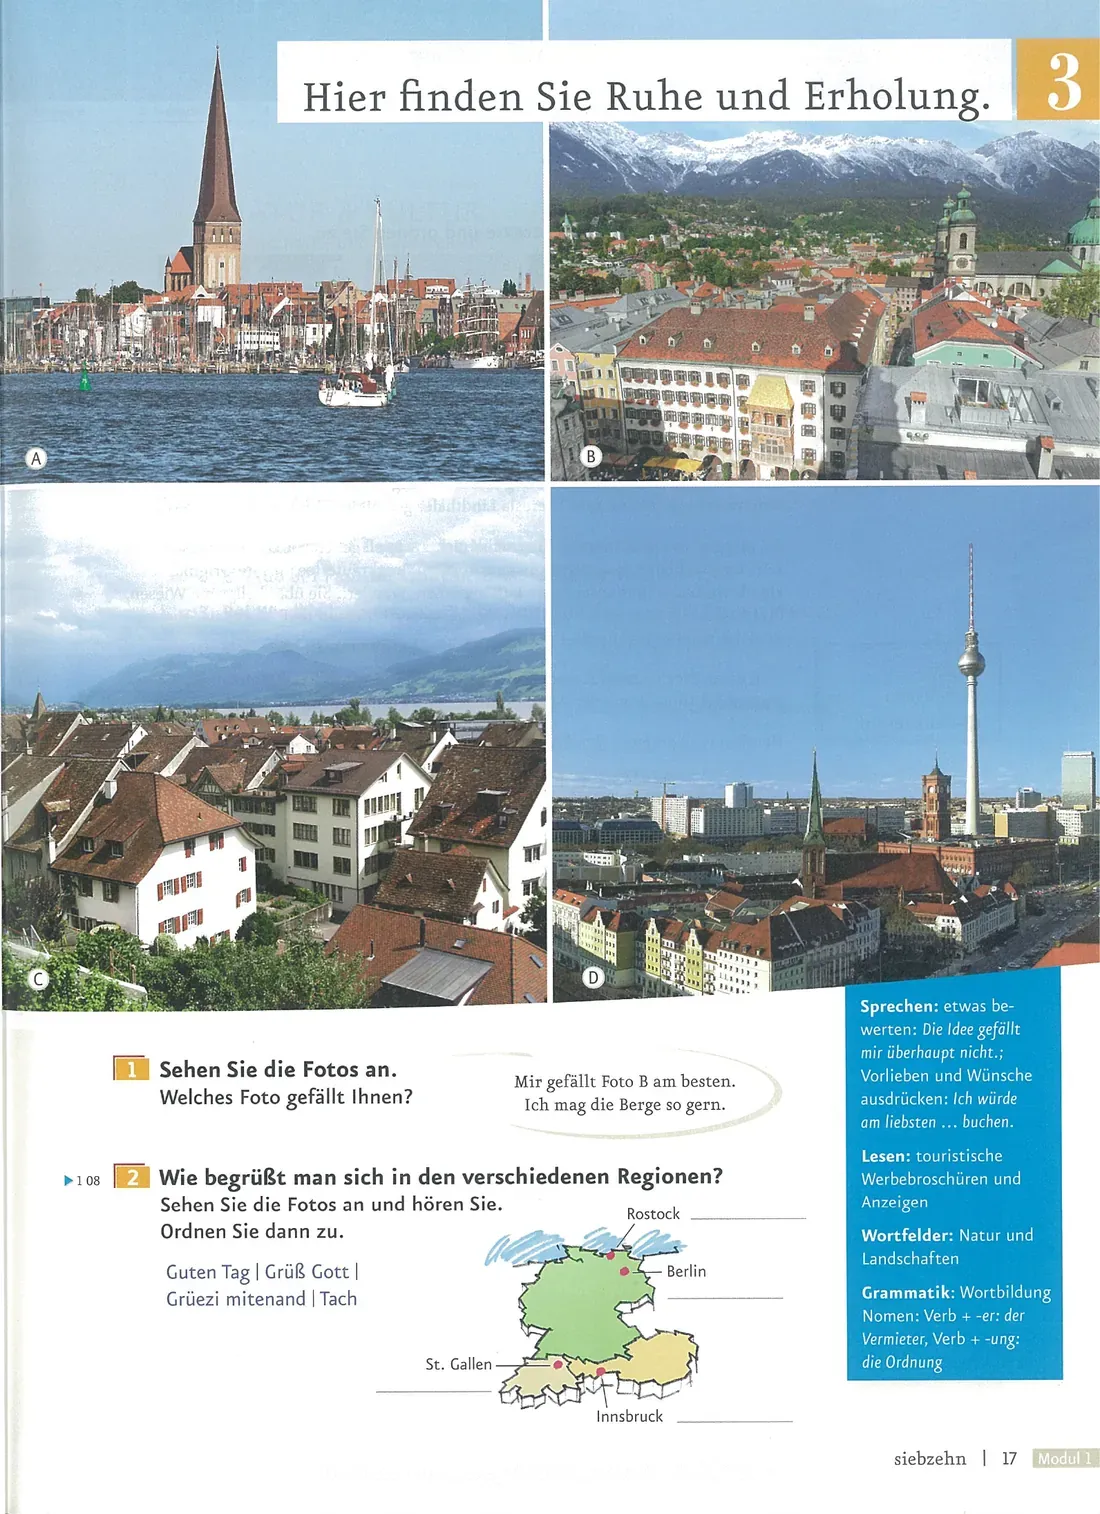 Hier finden Sie Ruhe und Erholung.
3
A
B
C
D
1 Sehen Sie die Fotos an.
Welches Foto gefällt Ihnen?
Mir gefällt Foto B am besten.
Ich mag die Berge so gern.
▶ 1 08
2 Wie begrüßt man sich in den verschiedenen Regionen?
Sehen Sie die Fotos an und hören Sie.
Ordnen Sie dann zu.
Guten Tag | Grüß Gott |
Grüezi mitenand | Tach
Rostock
Berlin
St. Gallen
Innsbruck
Sprechen: etwas be-
werten: Die Idee gefällt
mir überhaupt nicht.;
Vorlieben und Wünsche
ausdrücken: Ich würde
am liebsten … buchen.
Lesen: touristische
Werbebroschüren und
Anzeigen
Wortfelder: Natur und
Landschaften
Grammatik: Wortbildung
Nomen: Verb + -er: der
Vermieter, Verb + -ung:
die Ordnung
siebzehn | 17 Modul 1